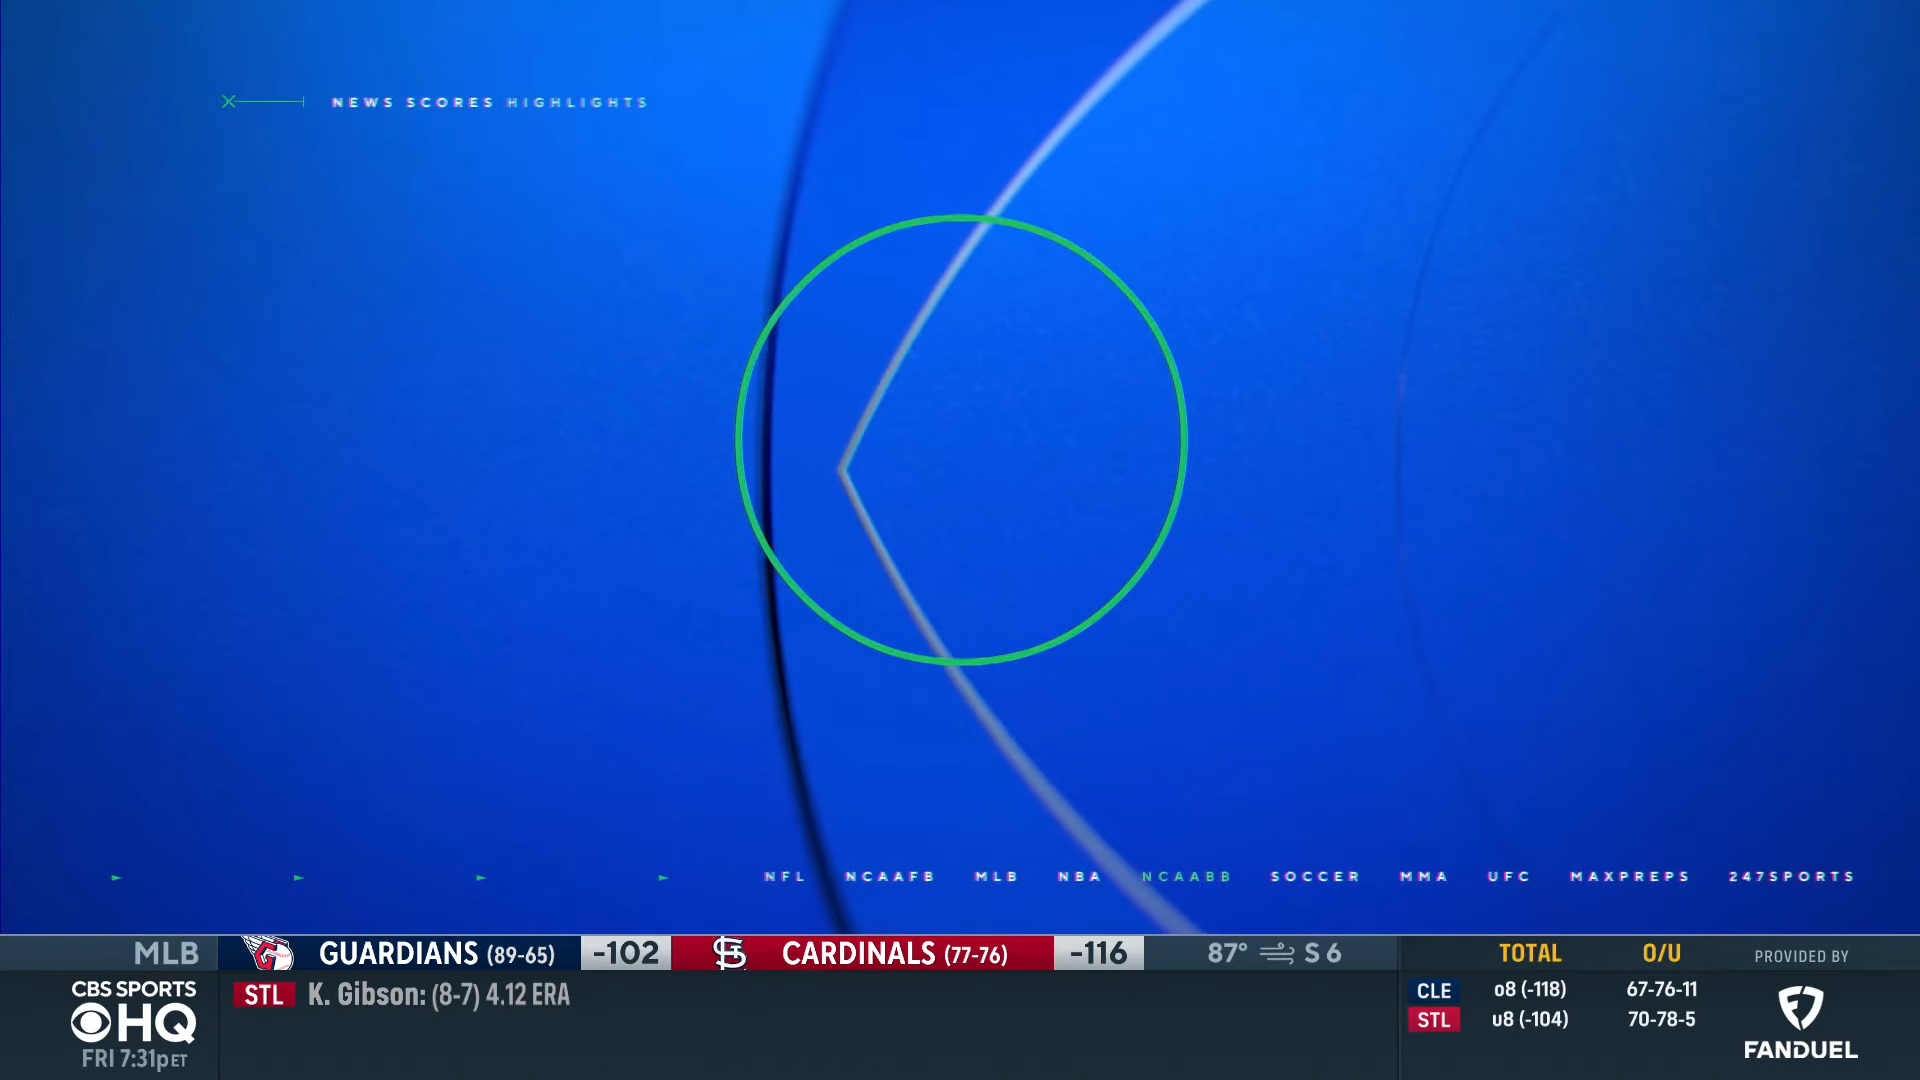 NEWS SCORES HIGHLIGHTS
NFL NCAAFB MLB NBA NCAABB SOCCER MMA UFC MAXPREPS 247SPORTS
MLB GUARDIANS (89-65) -102 STL CARDINALS (77-76) -116 87° S 6 TOTAL O/U PROVIDED BY
CBS SPORTS HQ
FRI 7:31pET
STL K. Gibson: (8-7) 4.12 ERA
CLE o8 (-118) 67-76-11
STL u8 (-104) 70-78-5
FANDUEL